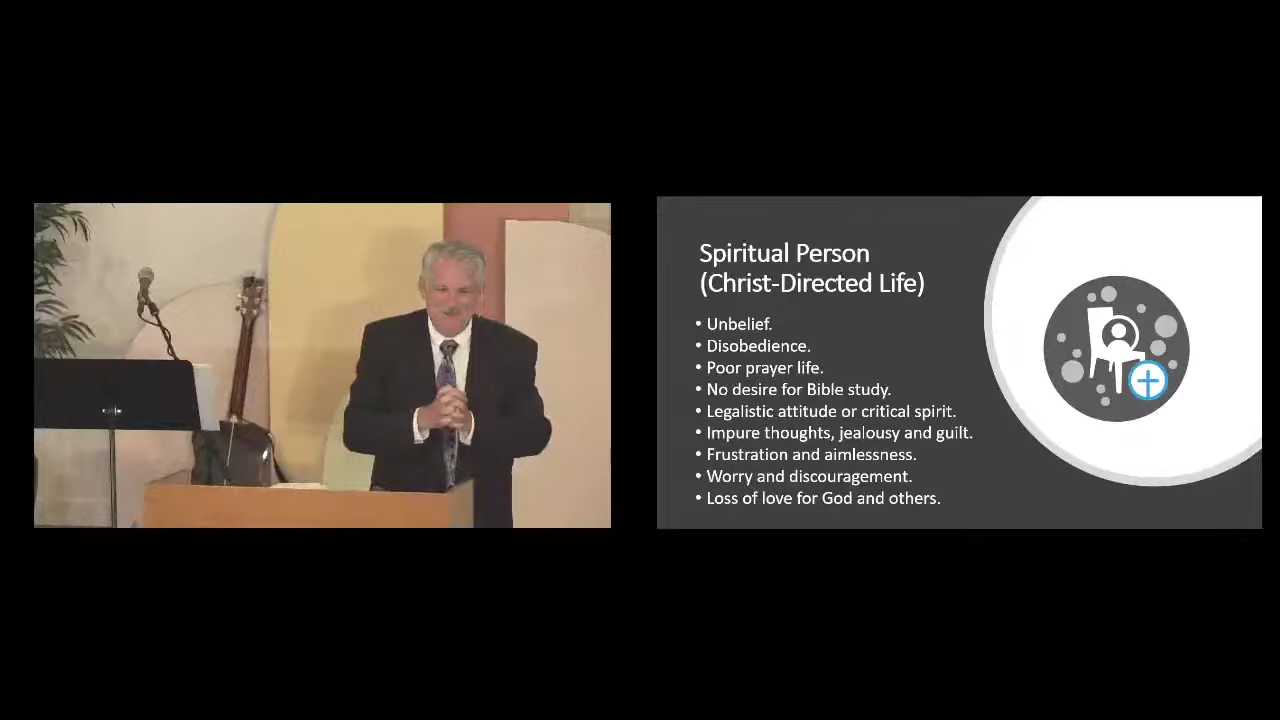 Spiritual Person
(Christ-Directed Life)
• Unbelief.
• Disobedience.
• Poor prayer life.
• No desire for Bible study.
• Legalistic attitude or critical spirit.
• Impure thoughts, jealousy and guilt.
• Frustration and aimlessness.
• Worry and discouragement.
• Loss of love for God and others.